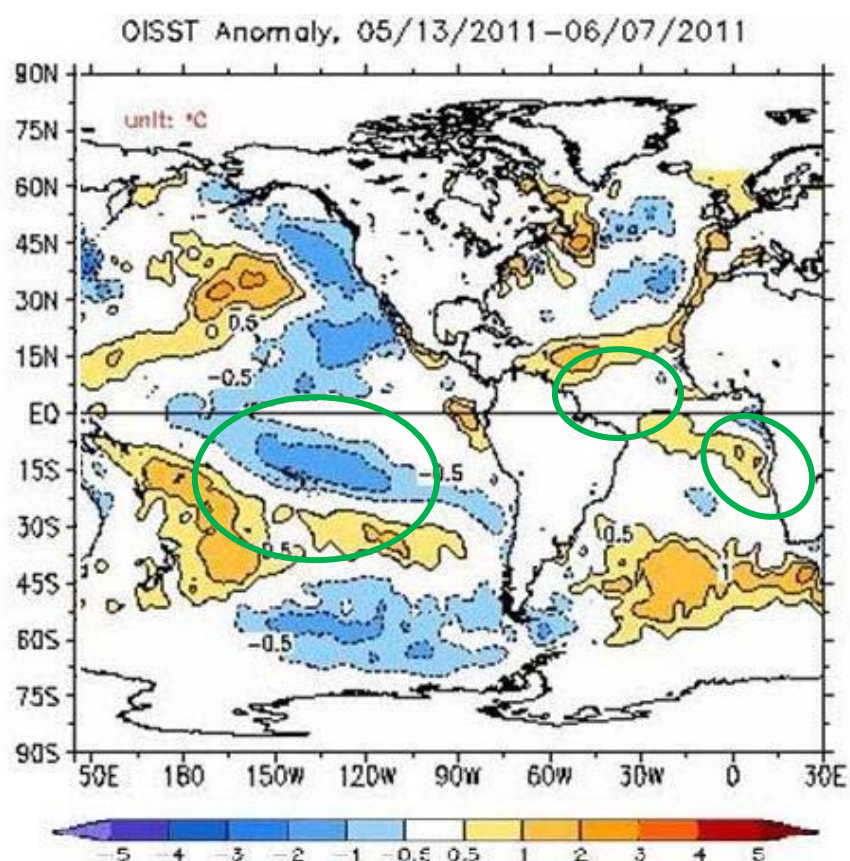 OISST Anomaly, 05/13/2011-06/07/2011
90N
unit: °C
75N
60N
45N
30N
0.5
15N
-0.5
EQ
15S
-0.5
30S
0.5
0.5
45S
1
60S
-0.5
75S
90S
50E 180 150W 120W 90W 60W 30W 0 30E
-5 -4 -3 -2 -1 -0.5 0.5 1 2 3 4 5